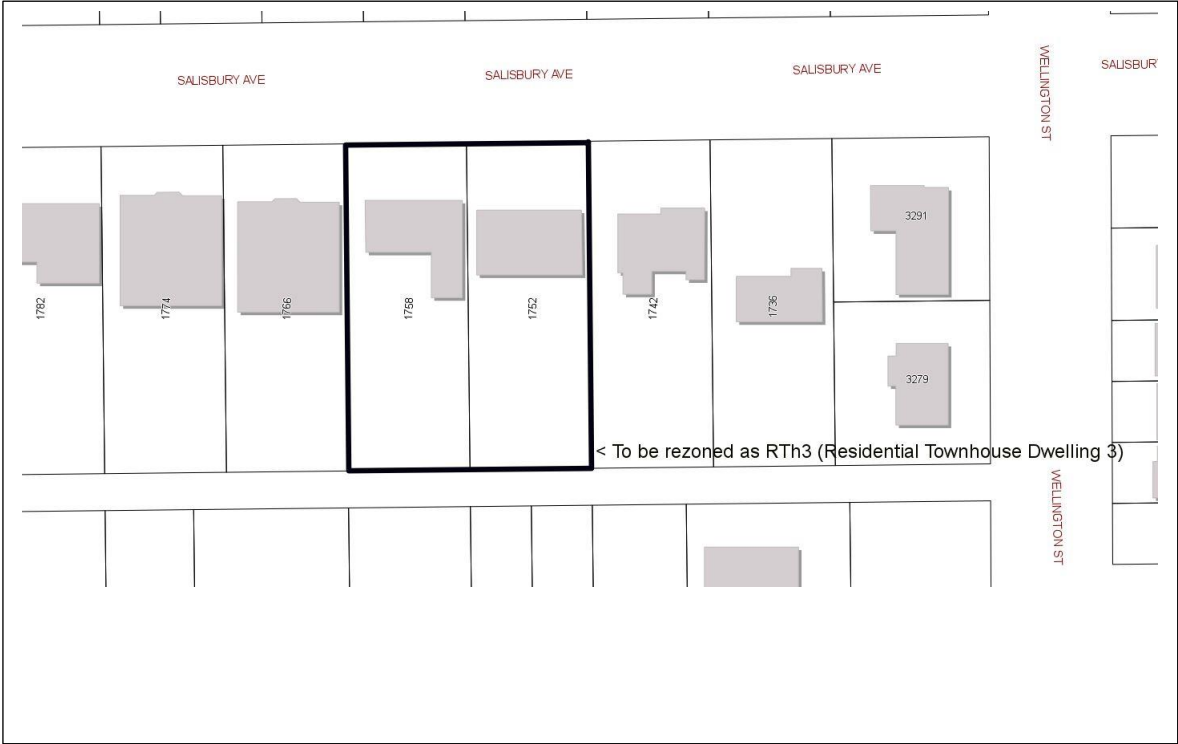 SALISBURY AVE
SALISBURY AVE
SALISBURY AVE
WELLINGTON ST
SALISBUR
1782
1774
1766
1758
1752
1742
1736
3291
3279
< To be rezoned as RTh3 (Residential Townhouse Dwelling 3)
WELLINGTON ST